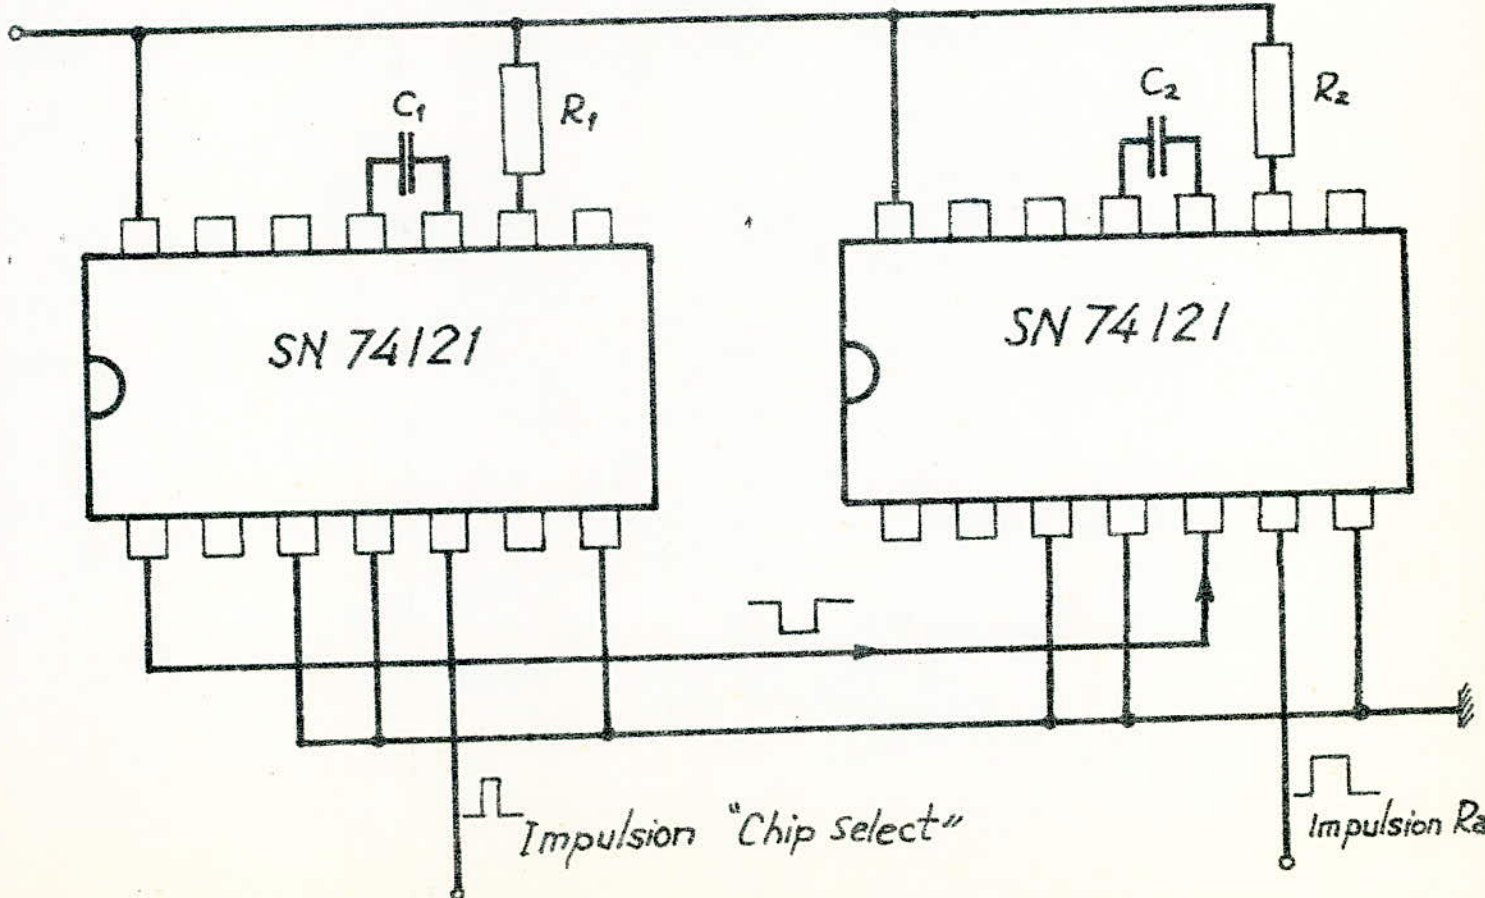 C₁
R₁
C₂
R₂
SN 74121
SN 74121
Impulsion "Chip select"
Impulsion